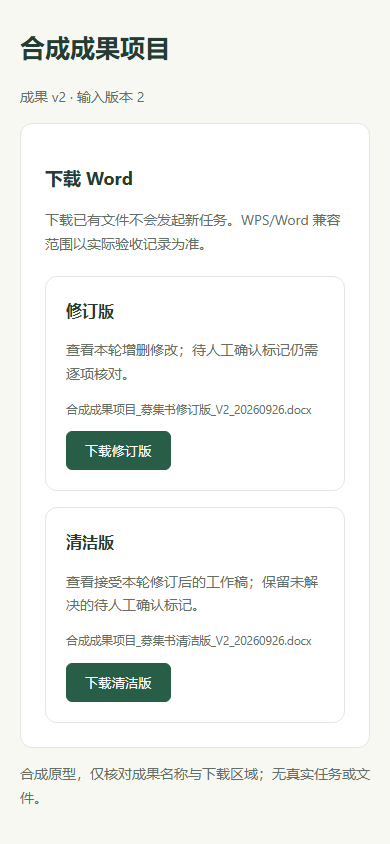 合成成果项目
成果 v2 · 输入版本 2
下载 Word
下载已有文件不会发起新任务。WPS/Word 兼容
范围以实际验收记录为准。
修订版
查看本轮增删修改；待人工确认标记仍需
逐项核对。
合成成果项目_募集书修订版_V2_20260926.docx
下载修订版
清洁版
查看接受本轮修订后的工作稿；保留未解
决的待人工确认标记。
合成成果项目_募集书清洁版_V2_20260926.docx
下载清洁版
合成原型，仅核对成果名称与下载区域；无真实任务或文
件。